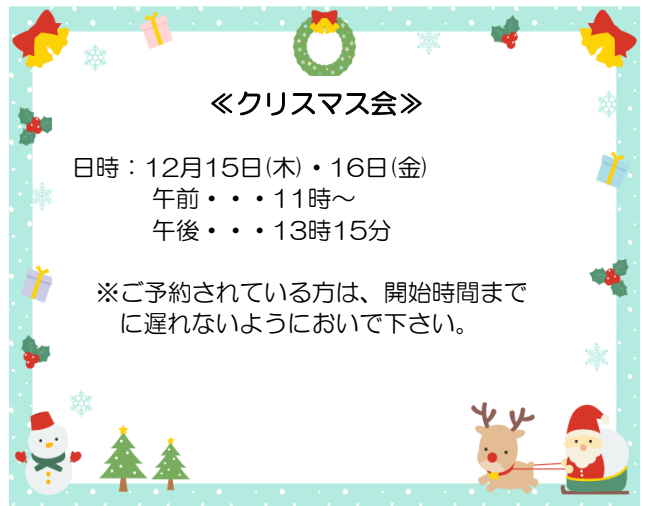 ≪クリスマス会≫
日時：12月15日(木)・16日(金)
午前・・・11時～
午後・・・13時15分
※ご予約されている方は、開始時間まで
に遅れないようにおいで下さい。